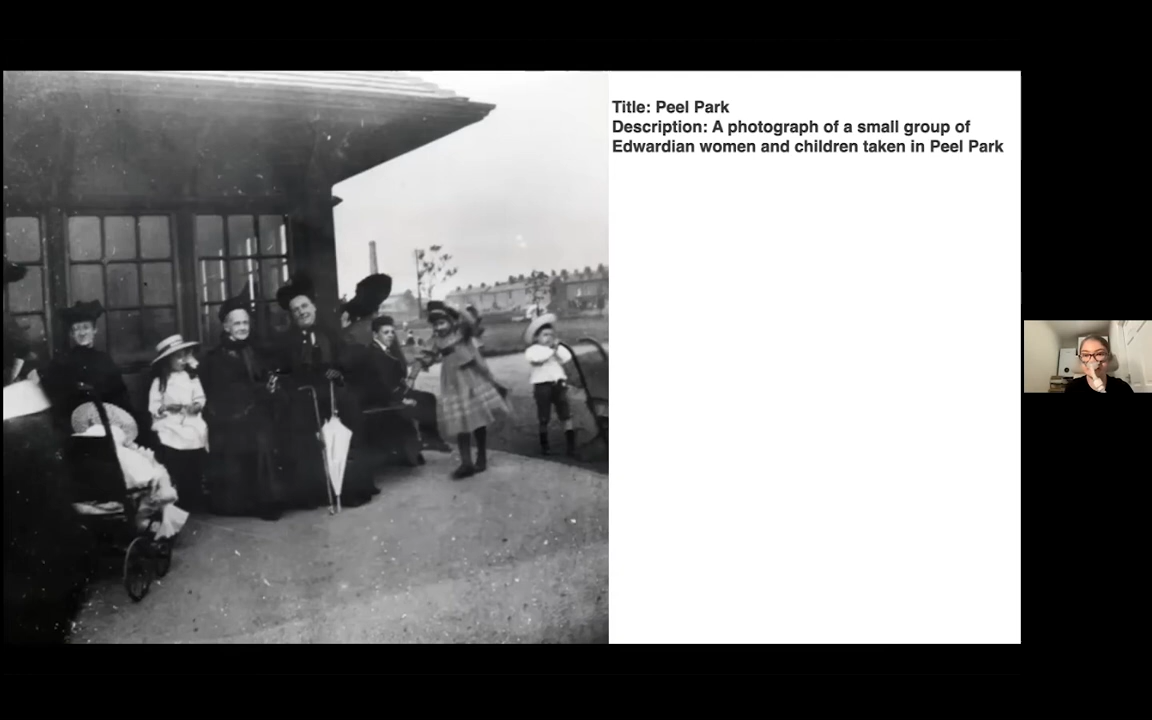 Title: Peel Park
Description: A photograph of a small group of
Edwardian women and children taken in Peel Park